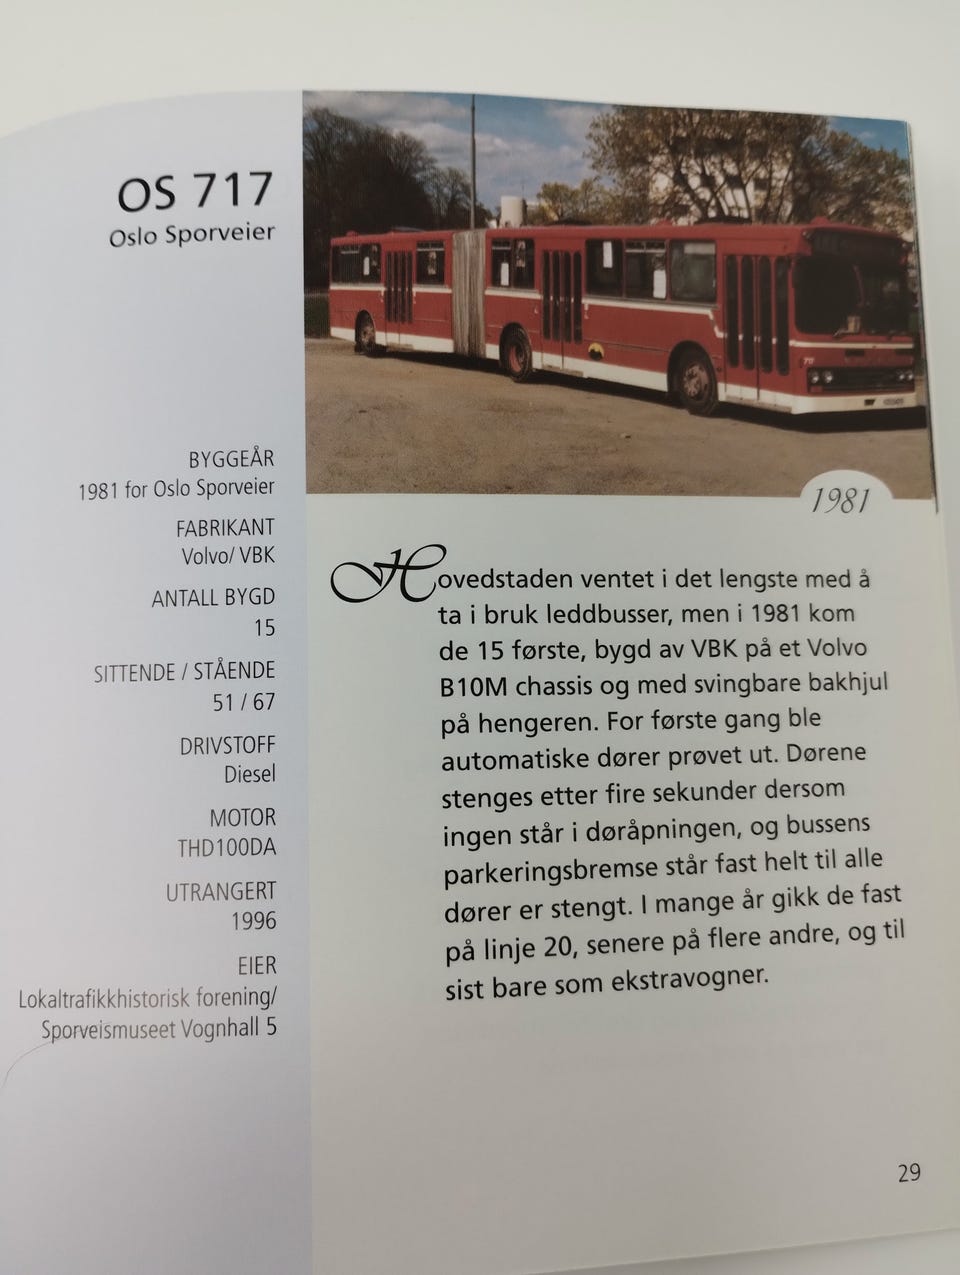 OS 717
Oslo Sporveier
BYGGEÅR
1981 for Oslo Sporveier
FABRIKANT
Volvo/ VBK
ANTALL BYGD
15
SITTENDE / STÅENDE
51 / 67
DRIVSTOFF
Diesel
MOTOR
THD100DA
UTRANGERT
1996
EIER
Lokaltrafikkhistorisk forening/
Sporveismuseet Vognhall 5
1981
Hovedstaden ventet i det lengste med å
ta i bruk leddbusser, men i 1981 kom
de 15 første, bygd av VBK på et Volvo
B10M chassis og med svingbare bakhjul
på hengeren. For første gang ble
automatiske dører prøvet ut. Dørene
stenges etter fire sekunder dersom
ingen står i døråpningen, og bussens
parkeringsbremse står fast helt til alle
dører er stengt. I mange år gikk de fast
på linje 20, senere på flere andre, og til
sist bare som ekstravogner.
29